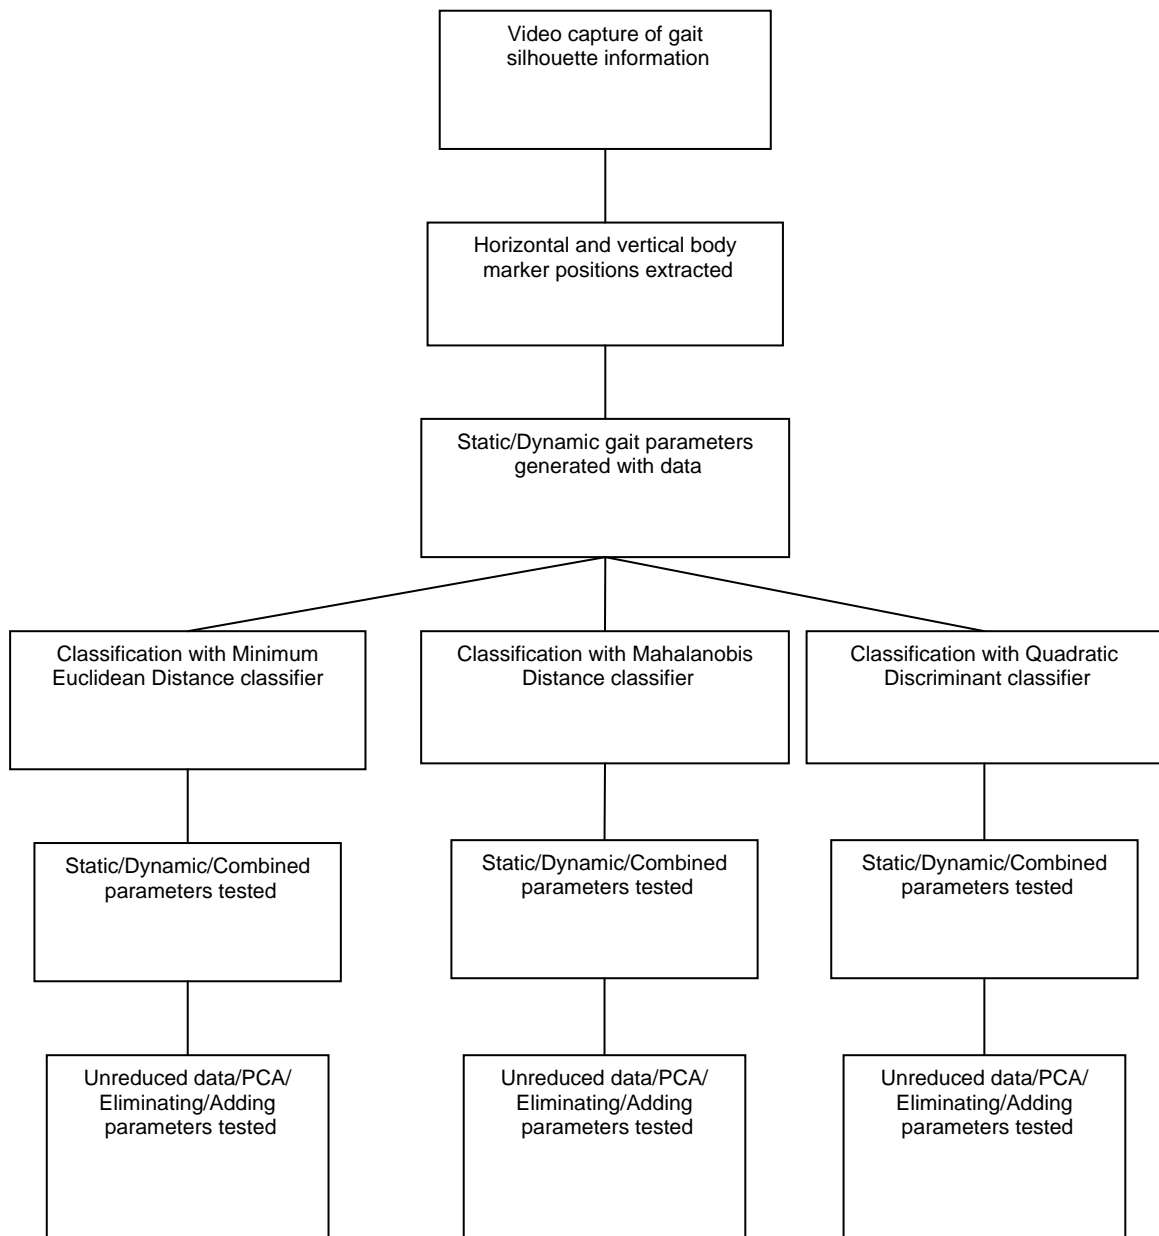 Video capture of gait
silhouette information
Horizontal and vertical body
marker positions extracted
Static/Dynamic gait parameters
generated with data
Classification with Minimum
Euclidean Distance classifier
Classification with Mahalanobis
Distance classifier
Classification with Quadratic
Discriminant classifier
Static/Dynamic/Combined
parameters tested
Static/Dynamic/Combined
parameters tested
Static/Dynamic/Combined
parameters tested
Unreduced data/PCA/
Eliminating/Adding
parameters tested
Unreduced data/PCA/
Eliminating/Adding
parameters tested
Unreduced data/PCA/
Eliminating/Adding
parameters tested